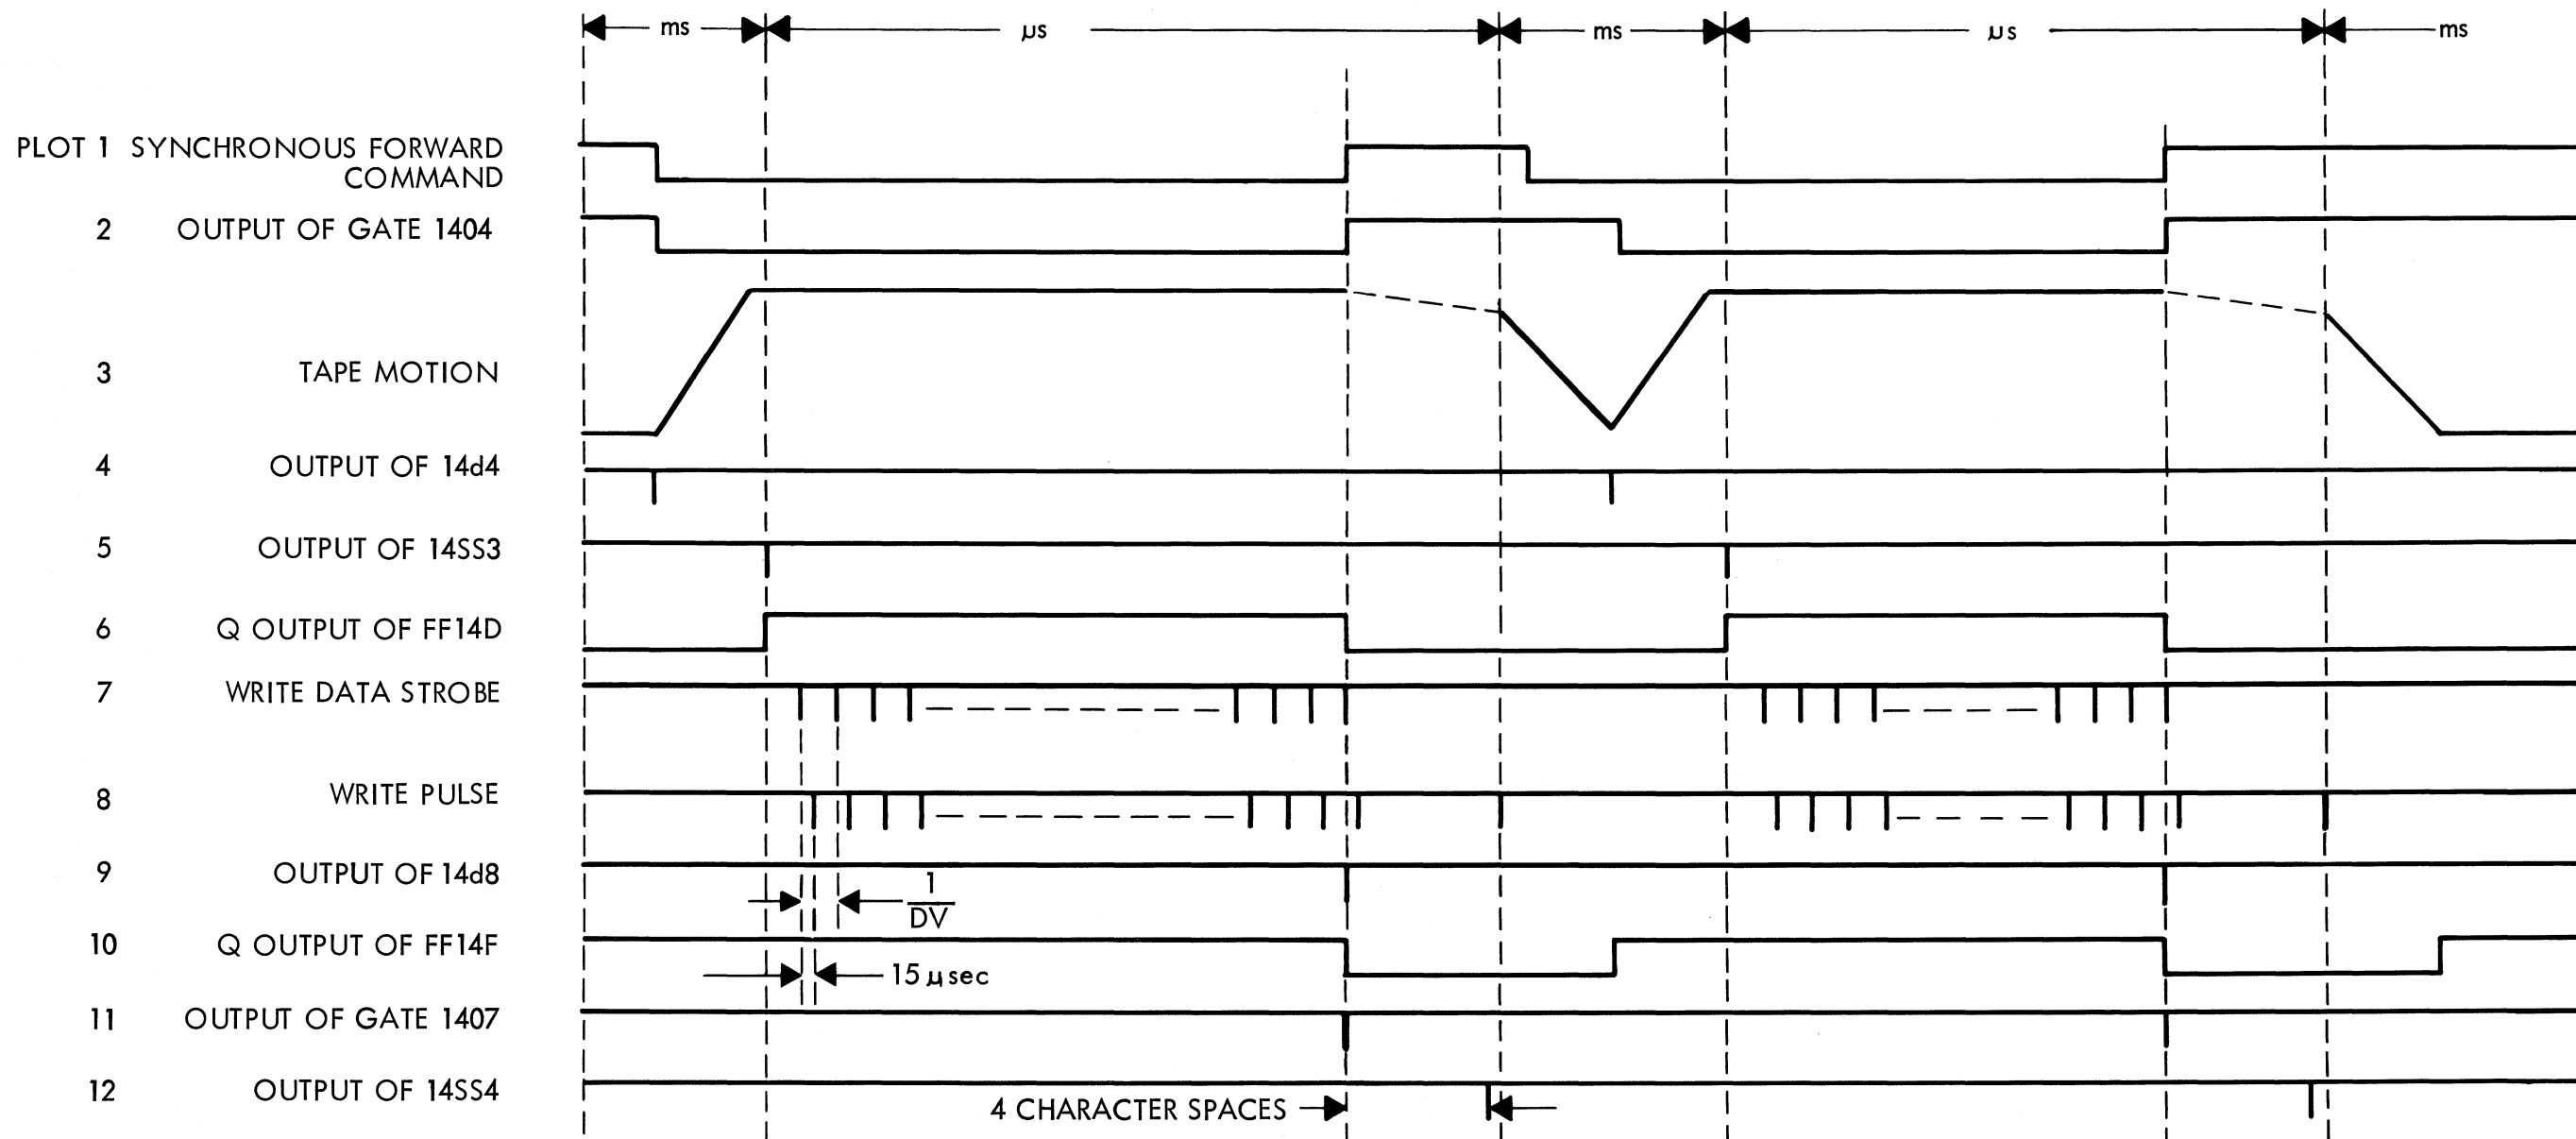 ms μs ms μs ms
PLOT 1 SYNCHRONOUS FORWARD
COMMAND
2 OUTPUT OF GATE 1404
3 TAPE MOTION
4 OUTPUT OF 14d4
5 OUTPUT OF 14SS3
6 Q OUTPUT OF FF14D
7 WRITE DATA STROBE
8 WRITE PULSE
9 OUTPUT OF 14d8
1
DV
10 Q OUTPUT OF FF14F
15 μsec
11 OUTPUT OF GATE 1407
12 OUTPUT OF 14SS4
4 CHARACTER SPACES